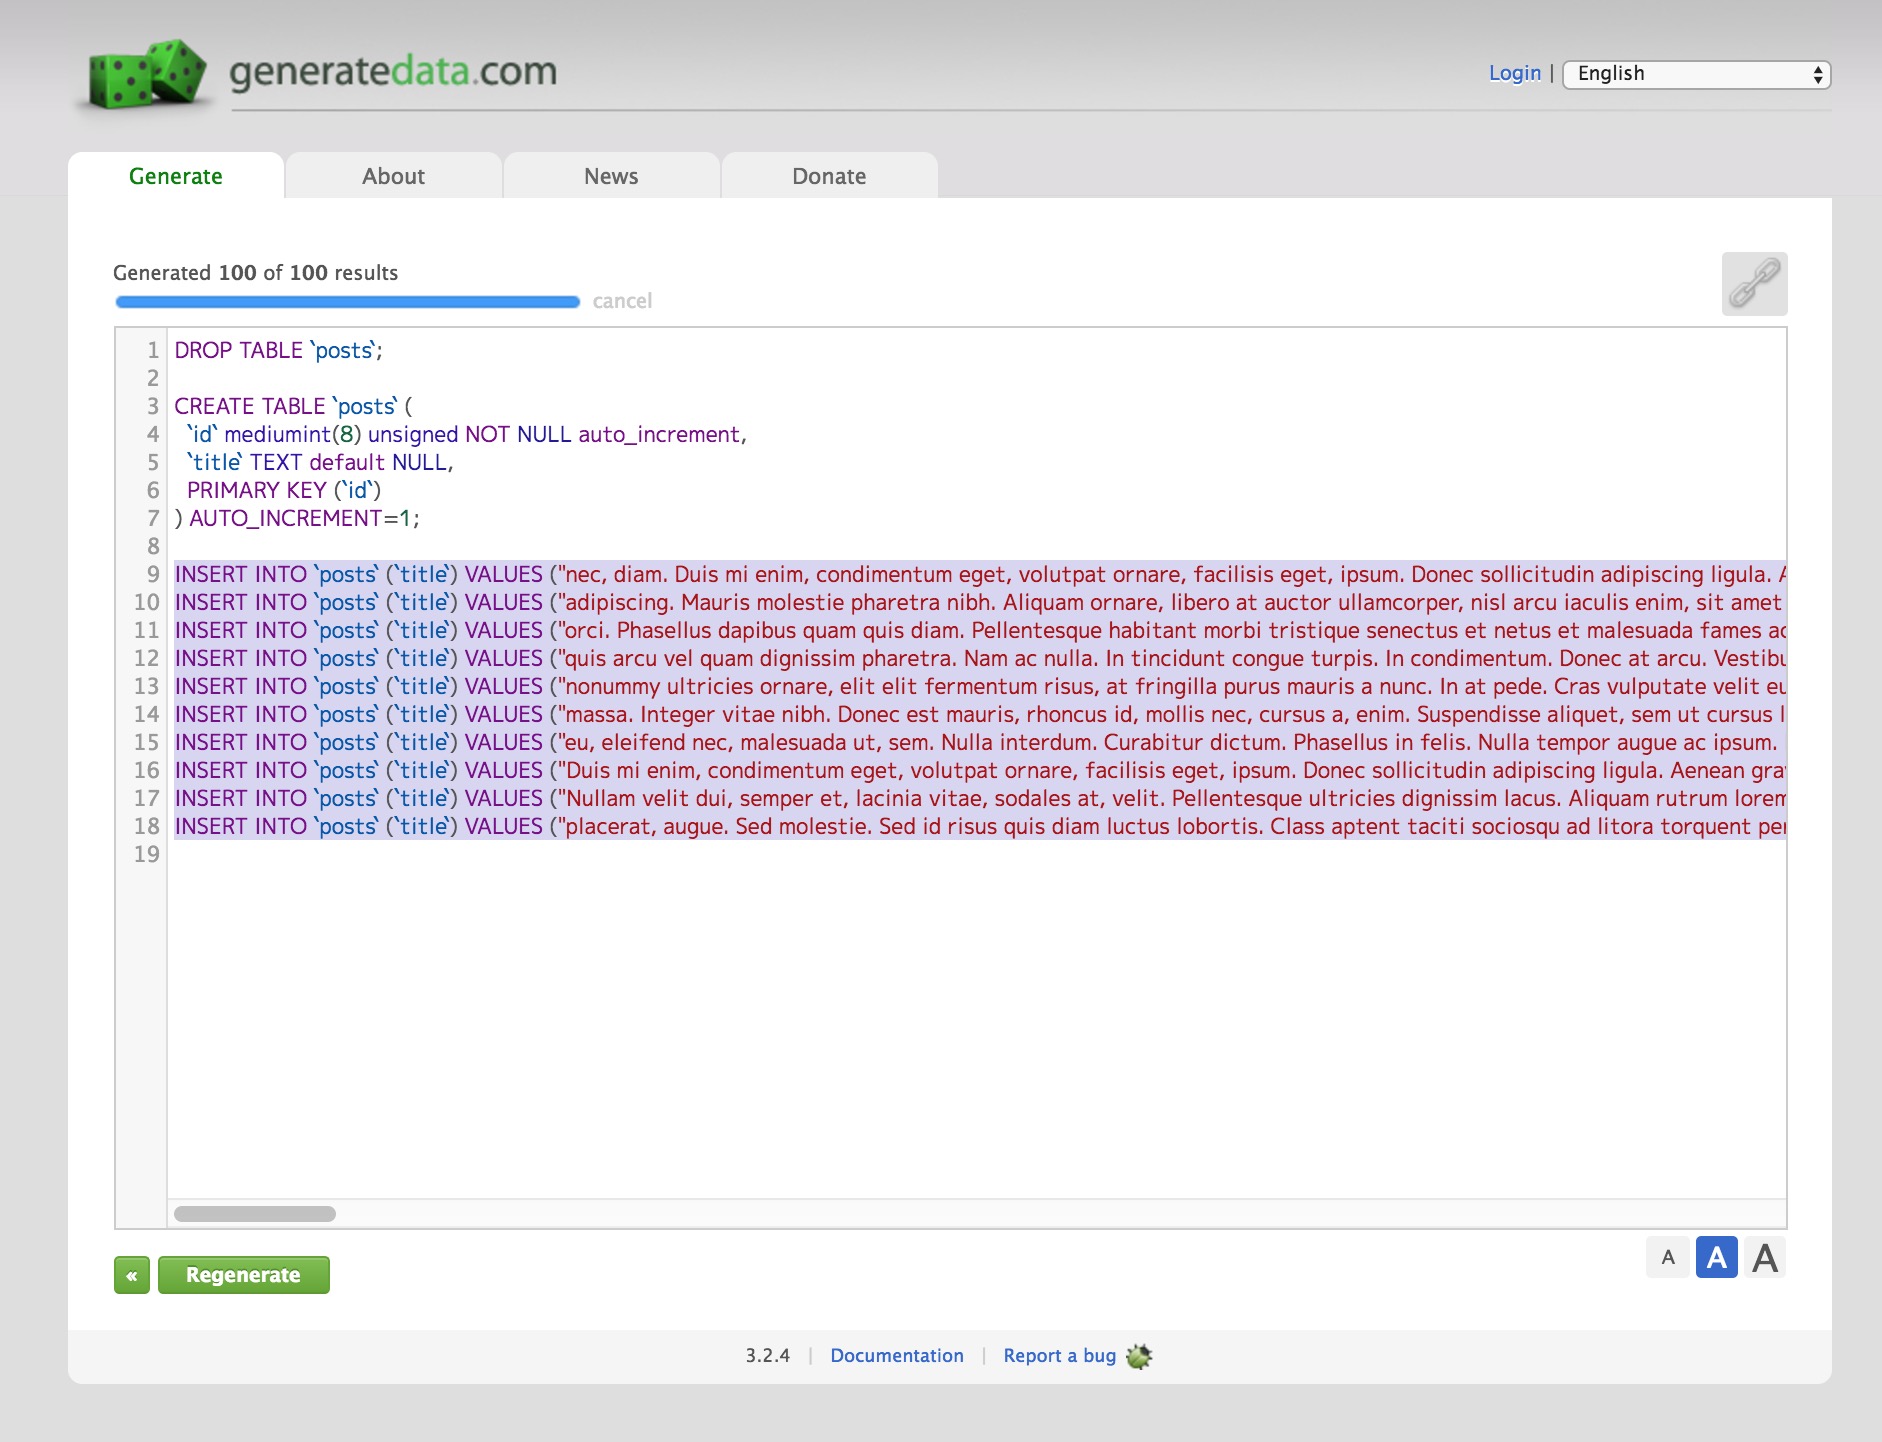 generatedata.com
Login | English
Generate About News Donate
Generated 100 of 100 results
cancel
1 DROP TABLE `posts`;
2
3 CREATE TABLE `posts` (
4 `id` mediumint(8) unsigned NOT NULL auto_increment,
5 `title` TEXT default NULL,
6 PRIMARY KEY (`id`)
7 ) AUTO_INCREMENT=1;
8
9 INSERT INTO `posts` (`title`) VALUES ("nec, diam. Duis mi enim, condimentum eget, volutpat ornare, facilisis eget, ipsum. Donec sollicitudin adipiscing ligula.
10 INSERT INTO `posts` (`title`) VALUES ("adipiscing. Mauris molestie pharetra nibh. Aliquam ornare, libero at auctor ullamcorper, nisl arcu iaculis enim, sit amet
11 INSERT INTO `posts` (`title`) VALUES ("orci. Phasellus dapibus quam quis diam. Pellentesque habitant morbi tristique senectus et netus et malesuada fames ac
12 INSERT INTO `posts` (`title`) VALUES ("quis arcu vel quam dignissim pharetra. Nam ac nulla. In tincidunt congue turpis. In condimentum. Donec at arcu. Vestibu
13 INSERT INTO `posts` (`title`) VALUES ("nonummy ultricies ornare, elit elit fermentum risus, at fringilla purus mauris a nunc. In at pede. Cras vulputate velit eu
14 INSERT INTO `posts` (`title`) VALUES ("massa. Integer vitae nibh. Donec est mauris, rhoncus id, mollis nec, cursus a, enim. Suspendisse aliquet, sem ut cursus l
15 INSERT INTO `posts` (`title`) VALUES ("eu, eleifend nec, malesuada ut, sem. Nulla interdum. Curabitur dictum. Phasellus in felis. Nulla tempor augue ac ipsum.
16 INSERT INTO `posts` (`title`) VALUES ("Duis mi enim, condimentum eget, volutpat ornare, facilisis eget, ipsum. Donec sollicitudin adipiscing ligula. Aenean gra
17 INSERT INTO `posts` (`title`) VALUES ("Nullam velit dui, semper et, lacinia vitae, sodales at, velit. Pellentesque ultricies dignissim lacus. Aliquam rutrum lorem
18 INSERT INTO `posts` (`title`) VALUES ("placerat, augue. Sed molestie. Sed id risus quis diam luctus lobortis. Class aptent taciti sociosqu ad litora torquent per
19
« Regenerate
A A A
3.2.4 | Documentation | Report a bug